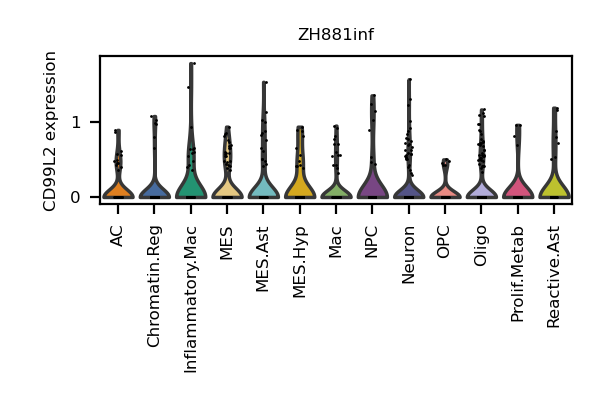 ZH881inf
CD99L2 expression
1
0
AC
Chromatin.Reg
Inflammatory.Mac
MES
MES.Ast
MES.Hyp
Mac
NPC
Neuron
OPC
Oligo
Prolif.Metab
Reactive.Ast